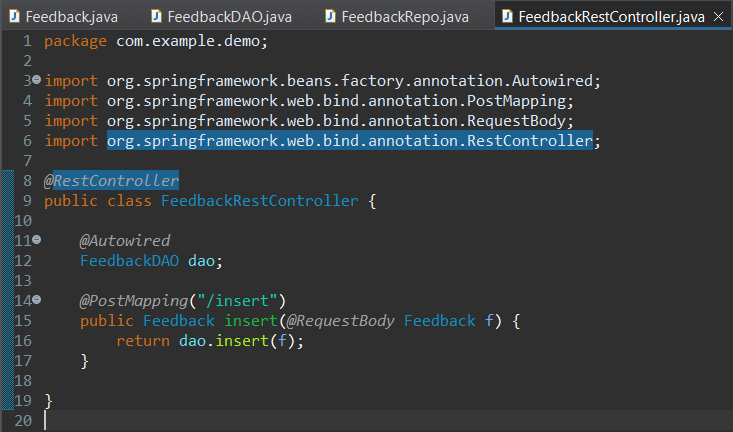 Feedback.java FeedbackDAO.java FeedbackRepo.java FeedbackRestController.java
1 package com.example.demo;
2
3 import org.springframework.beans.factory.annotation.Autowired;
4 import org.springframework.web.bind.annotation.PostMapping;
5 import org.springframework.web.bind.annotation.RequestBody;
6 import org.springframework.web.bind.annotation.RestController;
7
8 @RestController
9 public class FeedbackRestController {
10
11     @Autowired
12     FeedbackDAO dao;
13
14     @PostMapping("/insert")
15     public Feedback insert(@RequestBody Feedback f) {
16         return dao.insert(f);
17     }
18
19 }
20